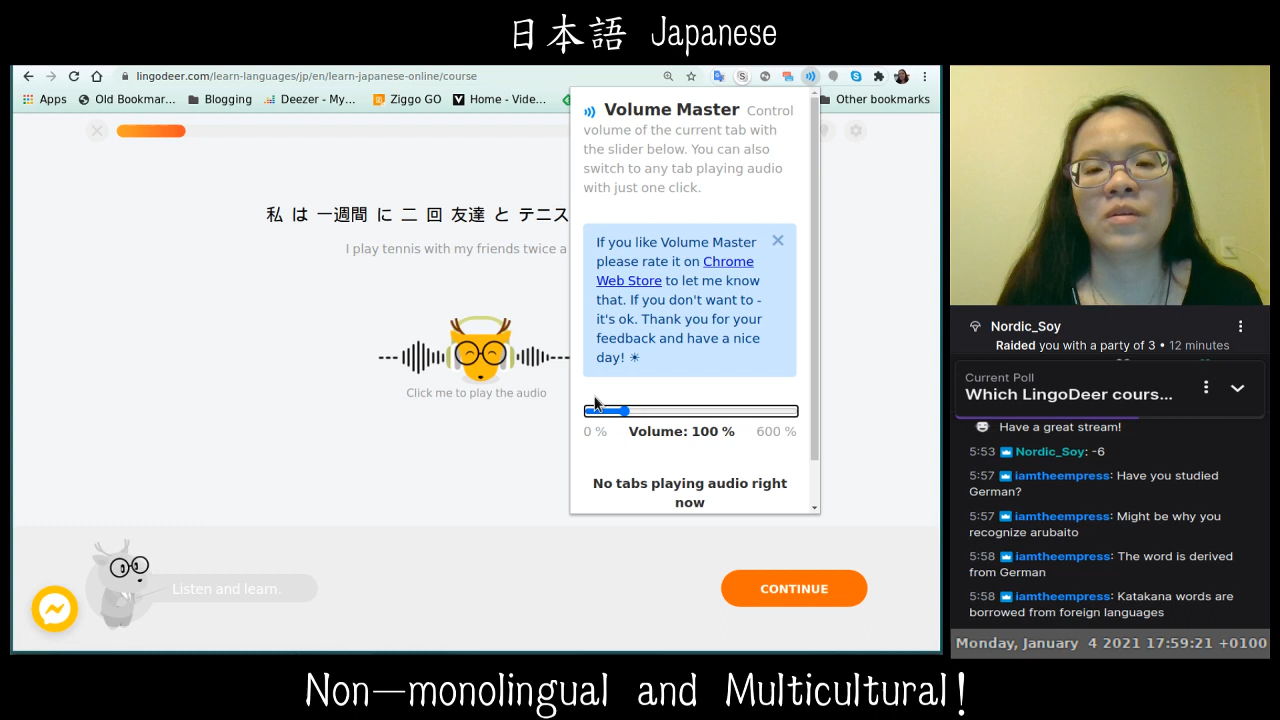 日本語 Japanese
lingodeer.com/learn-languages/jp/en/learn-japanese-online/course
Apps Old Bookmar... Blogging Deezer - My... Ziggo GO Home - Vide... Other bookmarks
私 は 一週間 に 二 回 友達 と テニス
I play tennis with my friends twice a
Click me to play the audio
Listen and learn.
CONTINUE
Volume Master Control
volume of the current tab with
the slider below. You can also
switch to any tab playing audio
with just one click.
If you like Volume Master
please rate it on Chrome
Web Store to let me know
that. If you don't want to -
it's ok. Thank you for your
feedback and have a nice
day! ☀
0 % Volume: 100 % 600 %
No tabs playing audio right
now
Nordic_Soy
Raided you with a party of 3 • 12 minutes
Current Poll
Which LingoDeer cours...
Have a great stream!
5:53 Nordic_Soy: -6
5:57 iamtheempress: Have you studied
German?
5:57 iamtheempress: Might be why you
recognize arubaito
5:58 iamtheempress: The word is derived
from German
5:58 iamtheempress: Katakana words are
borrowed from foreign languages
Monday, January 4 2021 17:59:21 +0100
Non-monolingual and Multicultural!